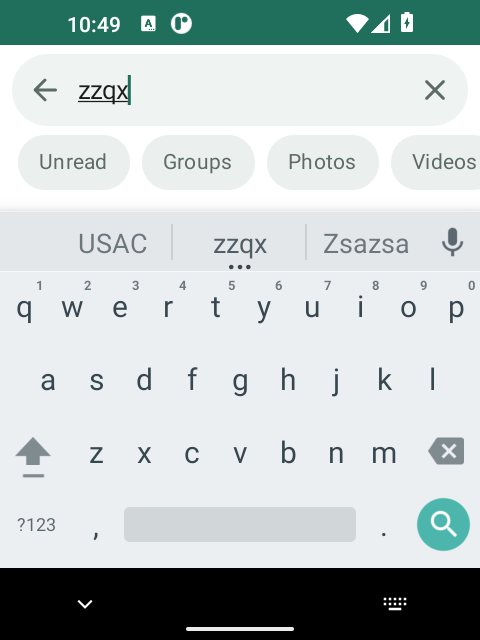 10:49 A
zzqx
Unread Groups Photos Videos
USAC zzqx Zsazsa
1 2 3 4 5 6 7 8 9 0
q w e r t y u i o p
a s d f g h j k l
z x c v b n m
?123 , .